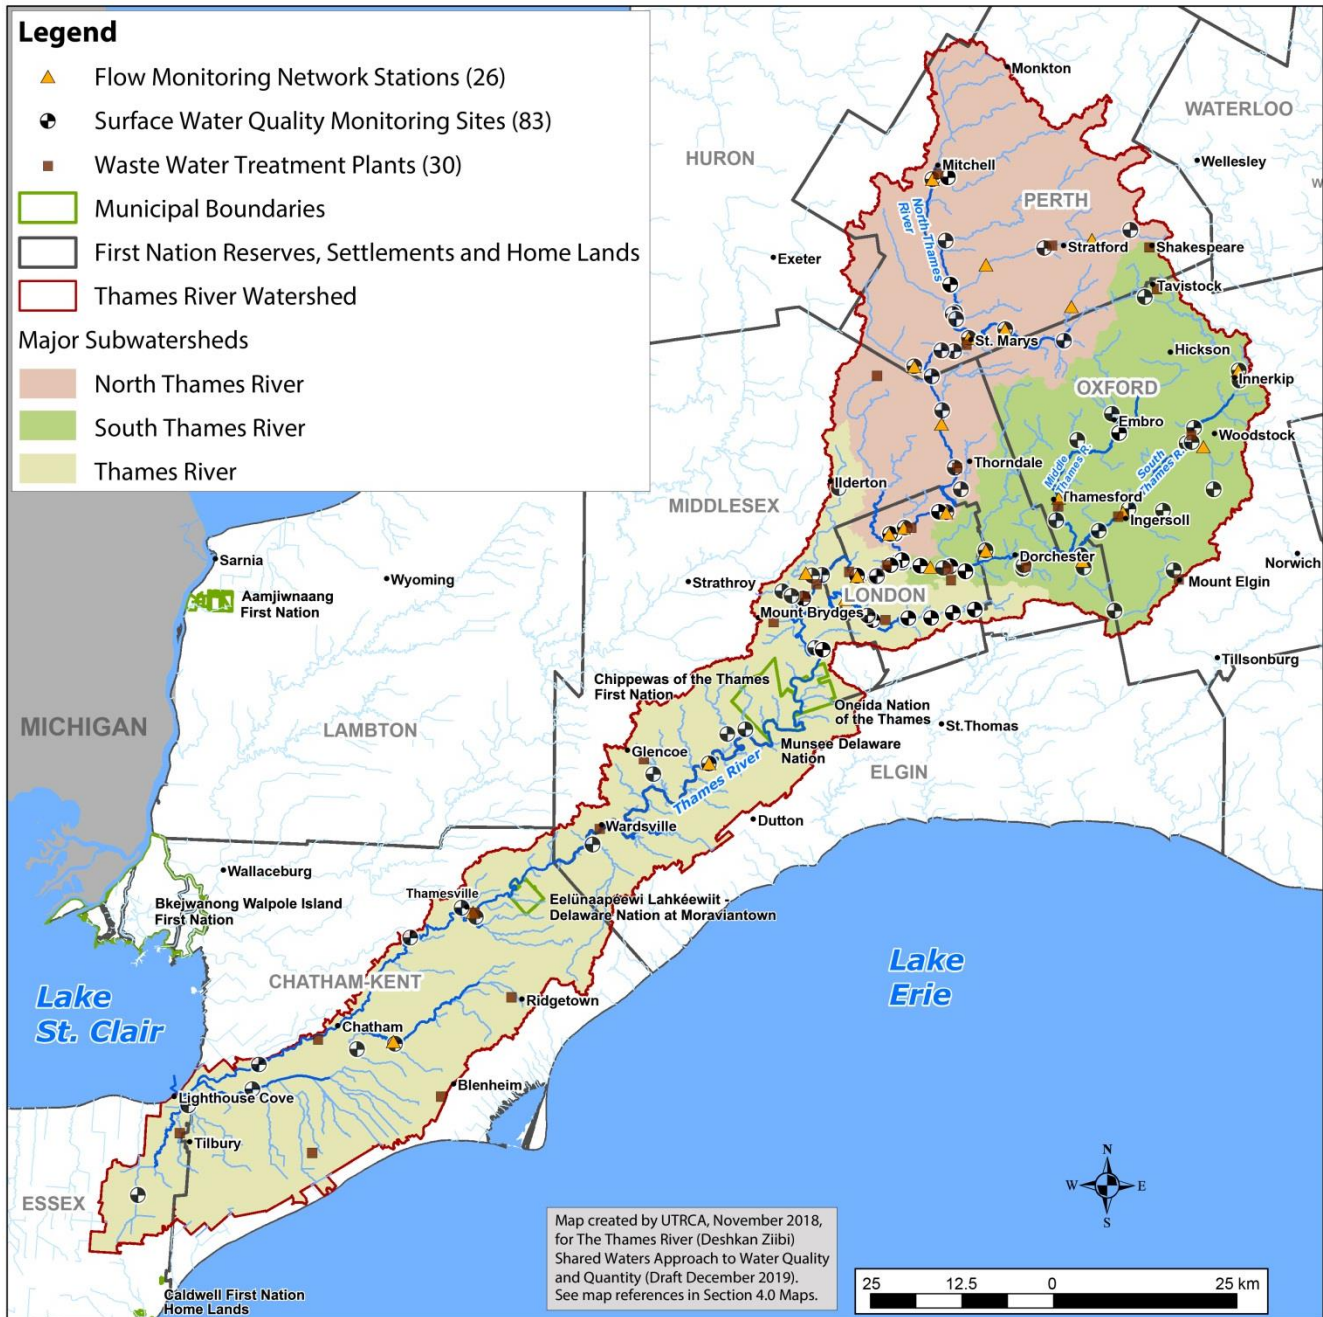 Legend
Flow Monitoring Network Stations (26)
Surface Water Quality Monitoring Sites (83)
Waste Water Treatment Plants (30)
Municipal Boundaries
First Nation Reserves, Settlements and Home Lands
Thames River Watershed
Major Subwatersheds
North Thames River
South Thames River
Thames River
Monkton
WATERLOO
HURON
Mitchell
Wellesley
W
PERTH
North Thames
River
Stratford
Shakespeare
Exeter
Tavistock
St. Marys
Hickson
Innerkip
OXFORD
Embro
Woodstock
Middle
Thames R.
South
Thames R.
Thorndale
Ilderton
MIDDLESEX
Thamesford
Ingersoll
Sarnia
Wyoming
Strathroy
Dorchester
Norwich
Mount Elgin
Aamjiwnaang
First Nation
LONDON
Mount Brydges
Tillsonburg
Chippewas of the Thames
First Nation
Oneida Nation
of the Thames
St.Thomas
MICHIGAN
LAMBTON
Munsee Delaware
Nation
Glencoe
ELGIN
Thames River
Wardsville
Dutton
Wallaceburg
Thamesville
Bkejwanong Walpole Island
First Nation
Eelünaapéewi Lahkéewiit -
Delaware Nation at Moraviantown
CHATHAM-KENT
Lake
Erie
Lake
St. Clair
Ridgetown
Chatham
Blenheim
Lighthouse Cove
Tilbury
ESSEX
N
W
E
S
Map created by UTRCA, November 2018,
for The Thames River (Deshkan Ziibi)
Shared Waters Approach to Water Quality
and Quantity (Draft December 2019).
See map references in Section 4.0 Maps.
25 12.5 0 25 km
Caldwell First Nation
Home Lands